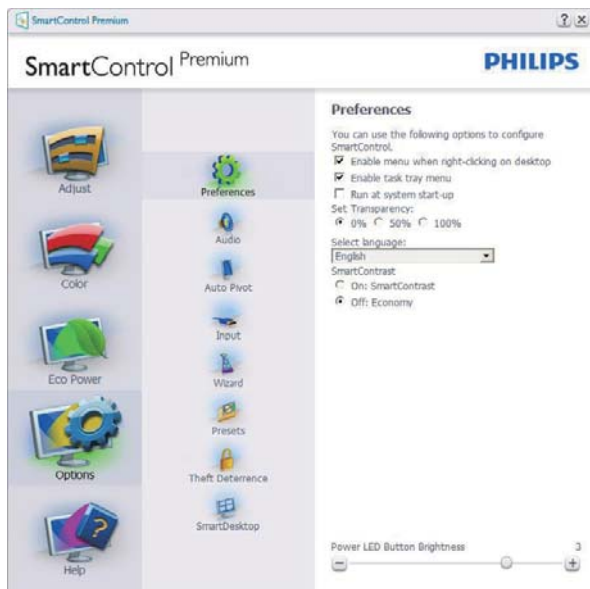 SmartControl Premium
SmartControl Premium
PHILIPS
Adjust
Color
Eco Power
Options
Help
Preferences
Audio
Auto Pivot
Input
Wizard
Presets
Theft Deterrence
SmartDesktop
Preferences
You can use the following options to configure
SmartControl.
Enable menu when right-clicking on desktop
Enable task tray menu
Run at system start-up
Set Transparency:
0% 50% 100%
Select language:
English
SmartContrast
On: SmartContrast
Off: Economy
Power LED Button Brightness 3